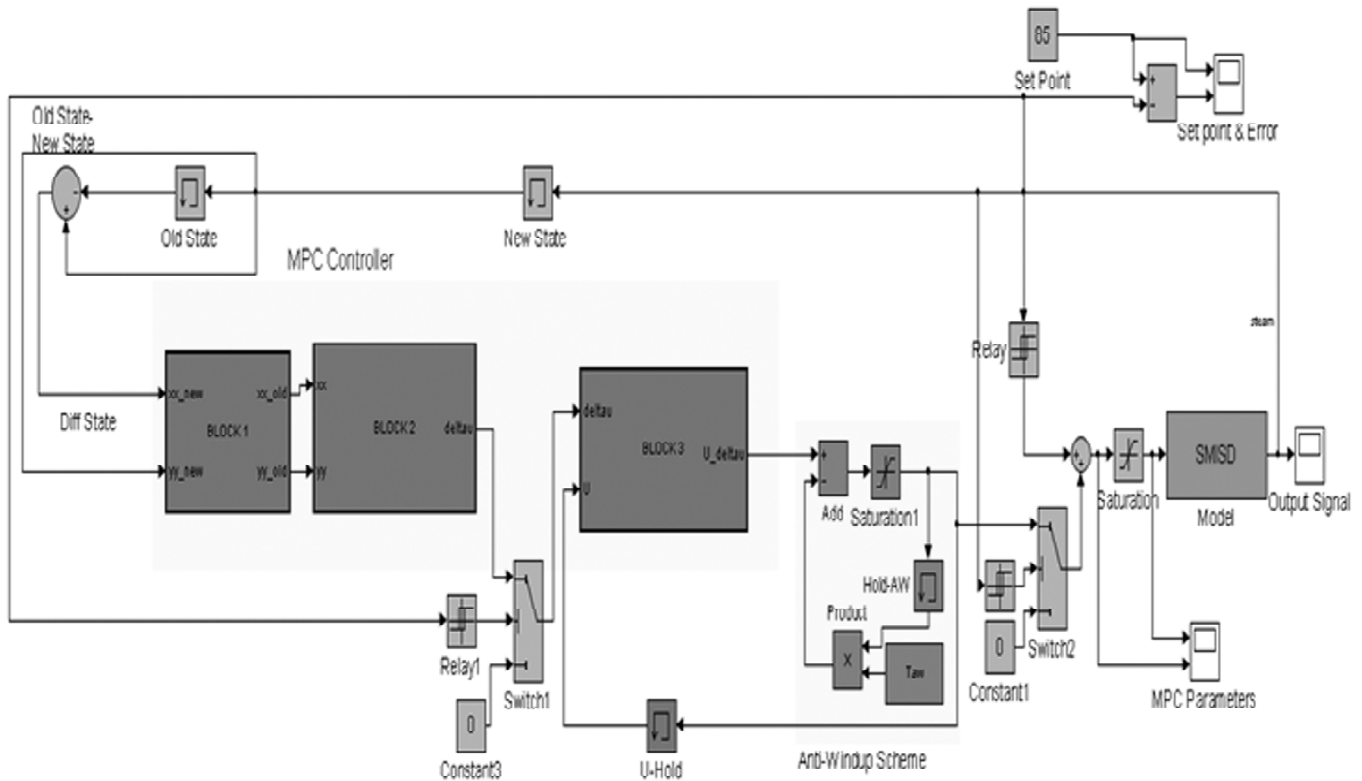 85
Set Point
Set point & Error
Old State-
New State
Old State
New State
MPC Controller
steam
Relay
Diff State
xx_new
xx_old
BLOCK 1
yy_new
yy_old
xx
BLOCK 2
deltau
yy
deltau
BLOCK 3
U_deltau
U
Add
Saturation1
Saturation
SMISD
Model
Output Signal
Hold-AW
Product
X
Taw
0
Constant1
Switch2
MPC Parameters
Relay1
Switch1
0
Constant3
U-Hold
Anti-Windup Scheme